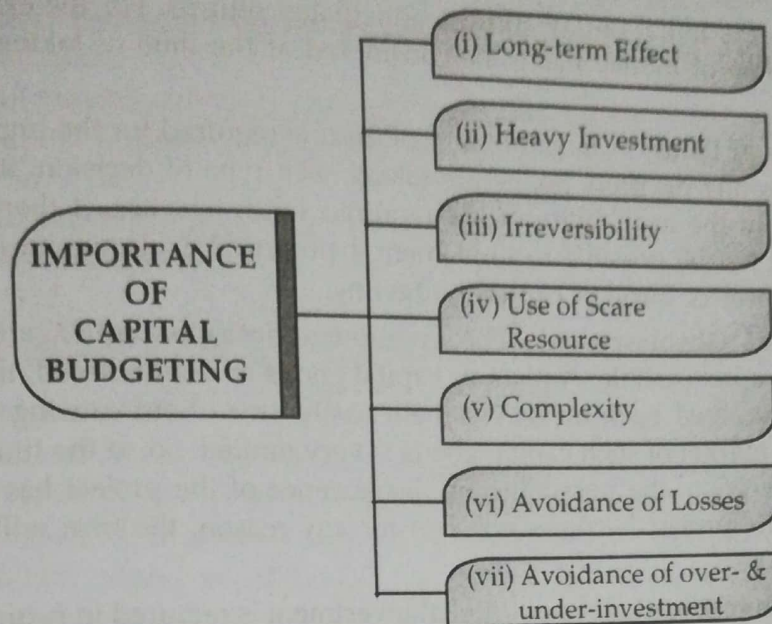 (i) Long-term Effect
(ii) Heavy Investment
(iii) Irreversibility
IMPORTANCE
OF
CAPITAL
BUDGETING
(iv) Use of Scare
Resource
(v) Complexity
(vi) Avoidance of Losses
(vii) Avoidance of over- &
under-investment